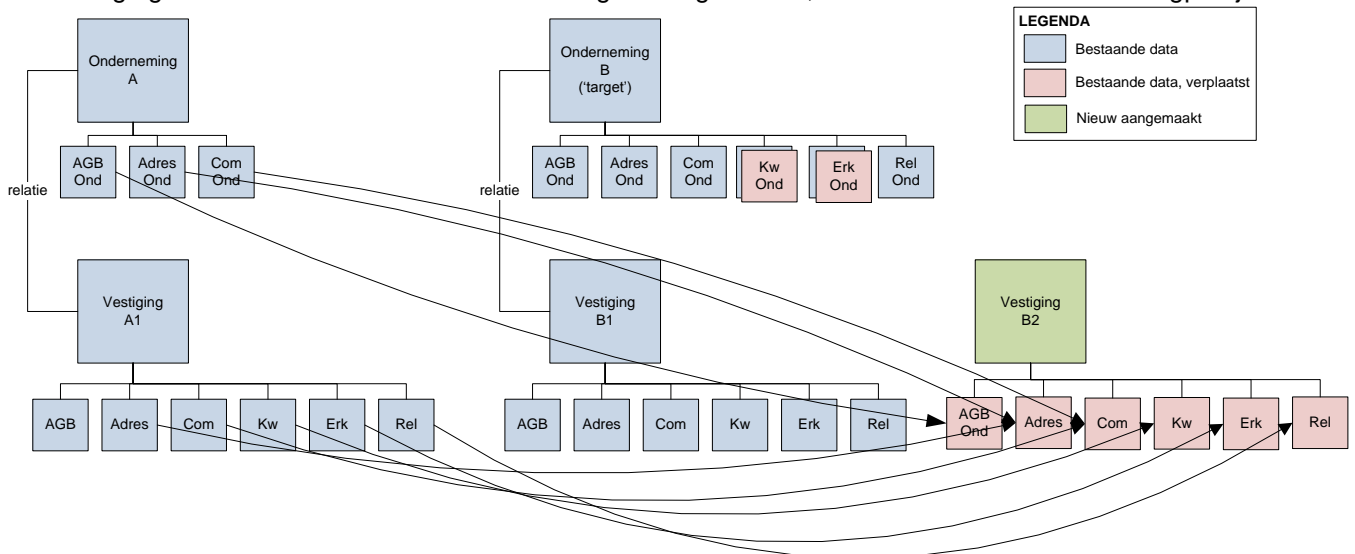 LEGENDA
Bestaande data
Bestaande data, verplaatst
Nieuw aangemaakt
Onderneming
A
Onderneming
B
('target')
AGB
Ond
Adres
Ond
Com
Ond
AGB
Ond
Adres
Ond
Com
Ond
Kw
Ond
Erk
Ond
Rel
Ond
relatie
relatie
Vestiging
A1
Vestiging
B1
Vestiging
B2
AGB
Adres
Com
Kw
Erk
Rel
AGB
Adres
Com
Kw
Erk
Rel
AGB
Ond
Adres
Com
Kw
Erk
Rel